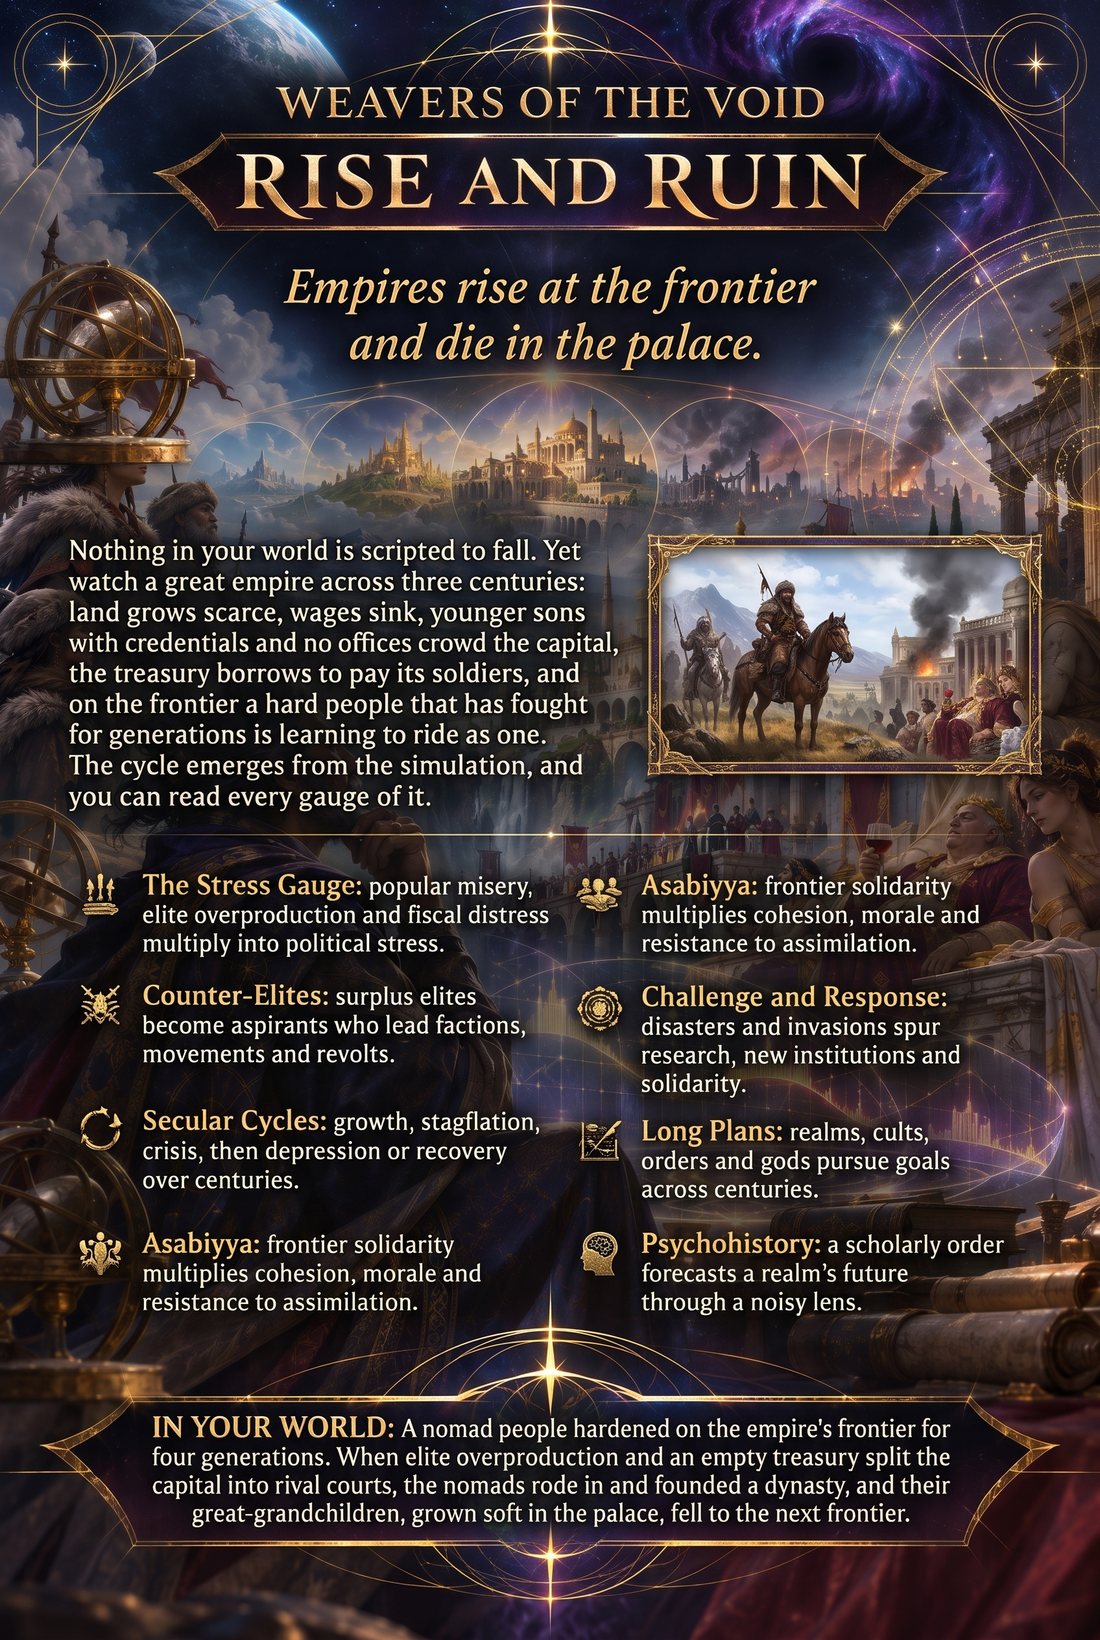 WEAVERS OF THE VOID
RISE AND RUIN
Empires rise at the frontier
and die in the palace.
Nothing in your world is scripted to fall. Yet
watch a great empire across three centuries:
land grows scarce, wages sink, younger sons
with credentials and no offices crowd the capital,
the treasury borrows to pay its soldiers, and
on the frontier a hard people that has fought
for generations is learning to ride as one.
The cycle emerges from the simulation, and
you can read every gauge of it.
The Stress Gauge: popular misery,
elite overproduction and fiscal distress
multiply into political stress.
Counter-Elites: surplus elites
become aspirants who lead factions,
movements and revolts.
Secular Cycles: growth, stagflation,
crisis, then depression or recovery
over centuries.
Asabiyya: frontier solidarity
multiplies cohesion, morale and
resistance to assimilation.
Asabiyya: frontier solidarity
multiplies cohesion, morale and
resistance to assimilation.
Challenge and Response:
disasters and invasions spur
research, new institutions and
solidarity.
Long Plans: realms, cults,
orders and gods pursue goals
across centuries.
Psychohistory: a scholarly order
forecasts a realm's future
through a noisy lens.
IN YOUR WORLD: A nomad people hardened on the empire's frontier for
four generations. When elite overproduction and an empty treasury split the
capital into rival courts, the nomads rode in and founded a dynasty, and their
great-grandchildren, grown soft in the palace, fell to the next frontier.